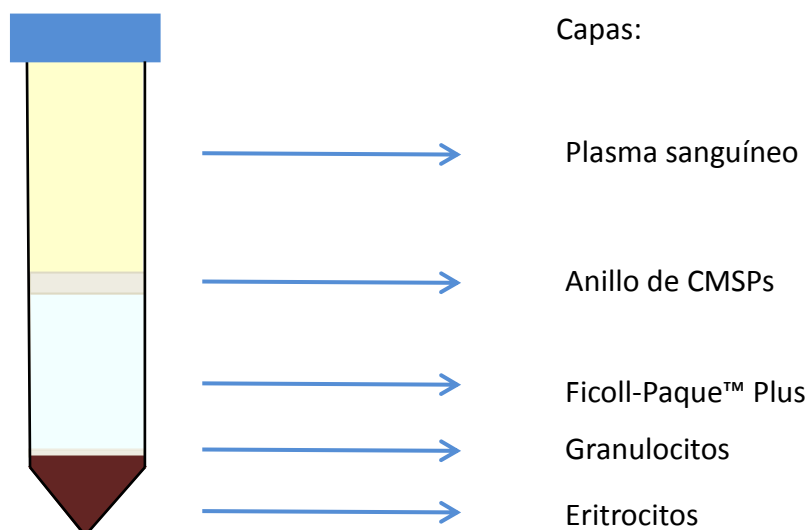 Capas:
Plasma sanguíneo
Anillo de CMSPs
Ficoll-Paque™ Plus
Granulocitos
Eritrocitos